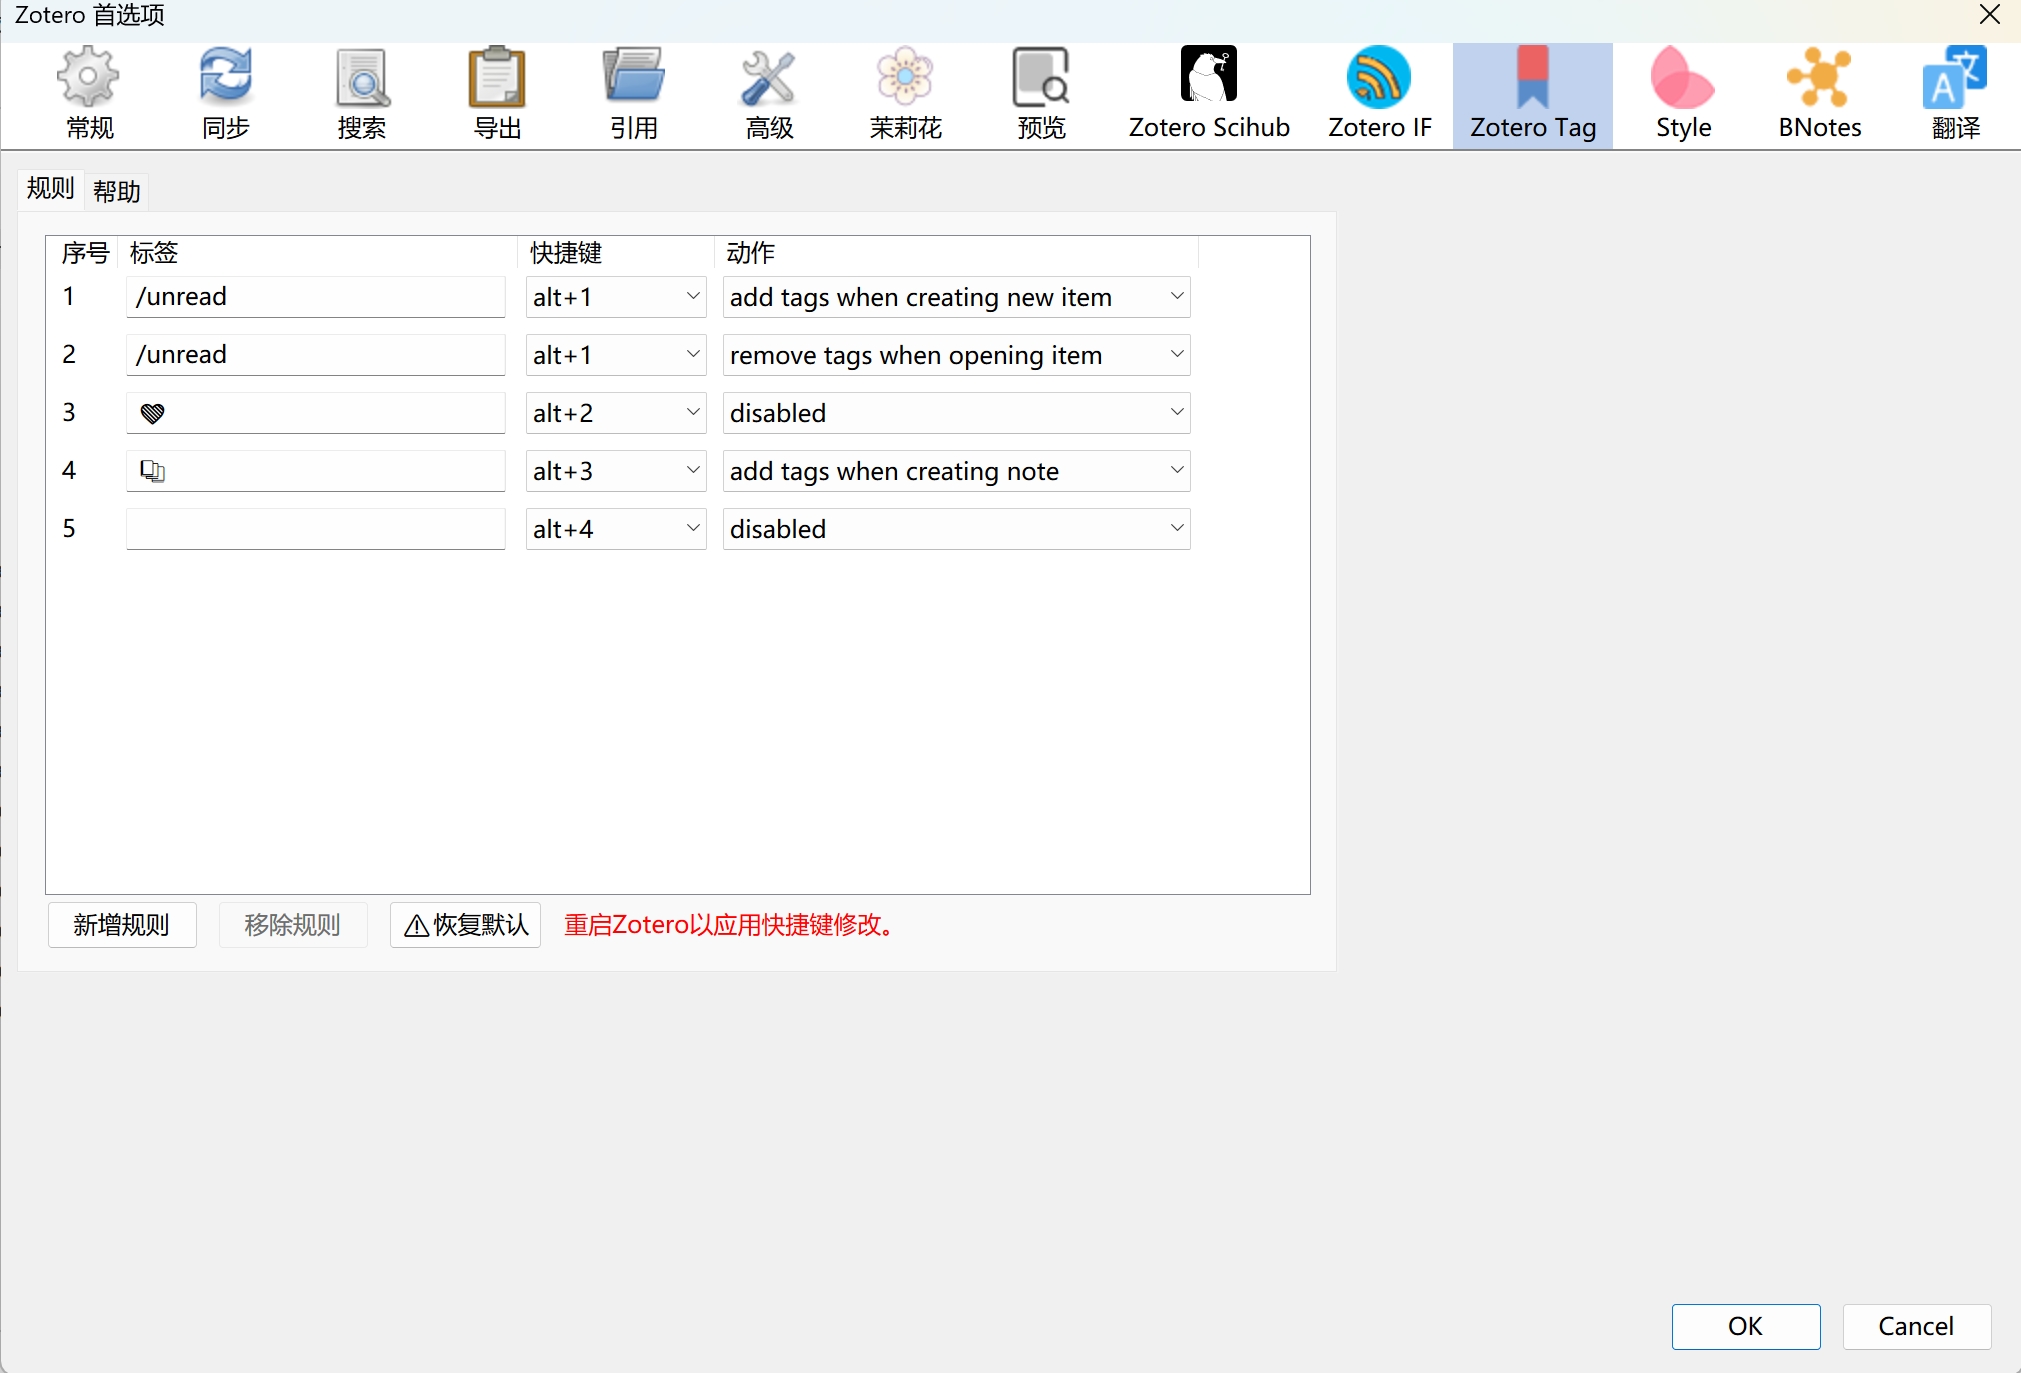 Zotero 首选项
常规 同步 搜索 导出 引用 高级 茉莉花 预览 Zotero Scihub Zotero IF Zotero Tag Style BNotes 翻译
规则 帮助
序号 标签 快捷键 动作
1 /unread alt+1 add tags when creating new item
2 /unread alt+1 remove tags when opening item
3 alt+2 disabled
4 alt+3 add tags when creating note
5 alt+4 disabled
新增规则 移除规则 ⚠恢复默认 重启Zotero以应用快捷键修改。
OK Cancel